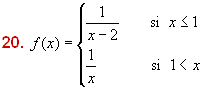 20. f(x) = { 1/(x − 2) si x ≤ 1
1/x si 1 < x